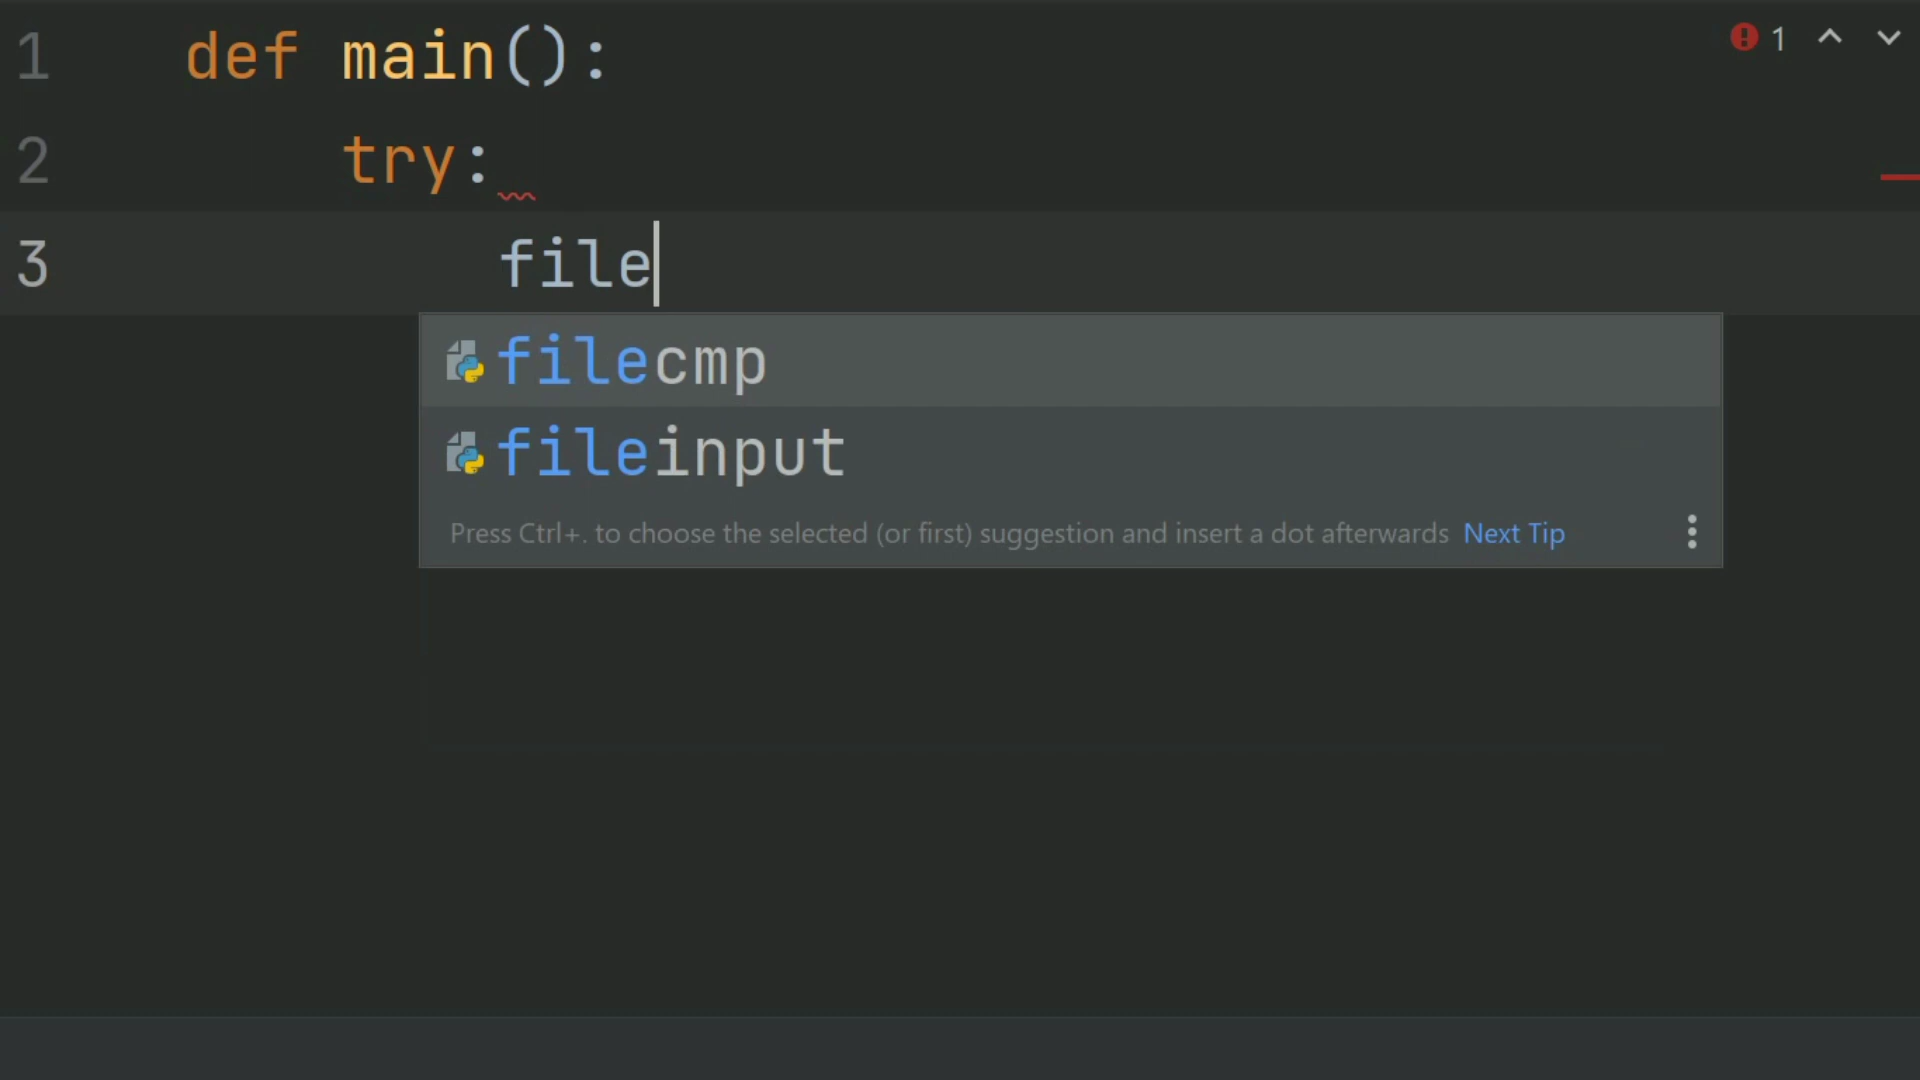 1 def main():
1
2 try:
3 file
filecmp
fileinput
Press Ctrl+. to choose the selected (or first) suggestion and insert a dot afterwards Next Tip